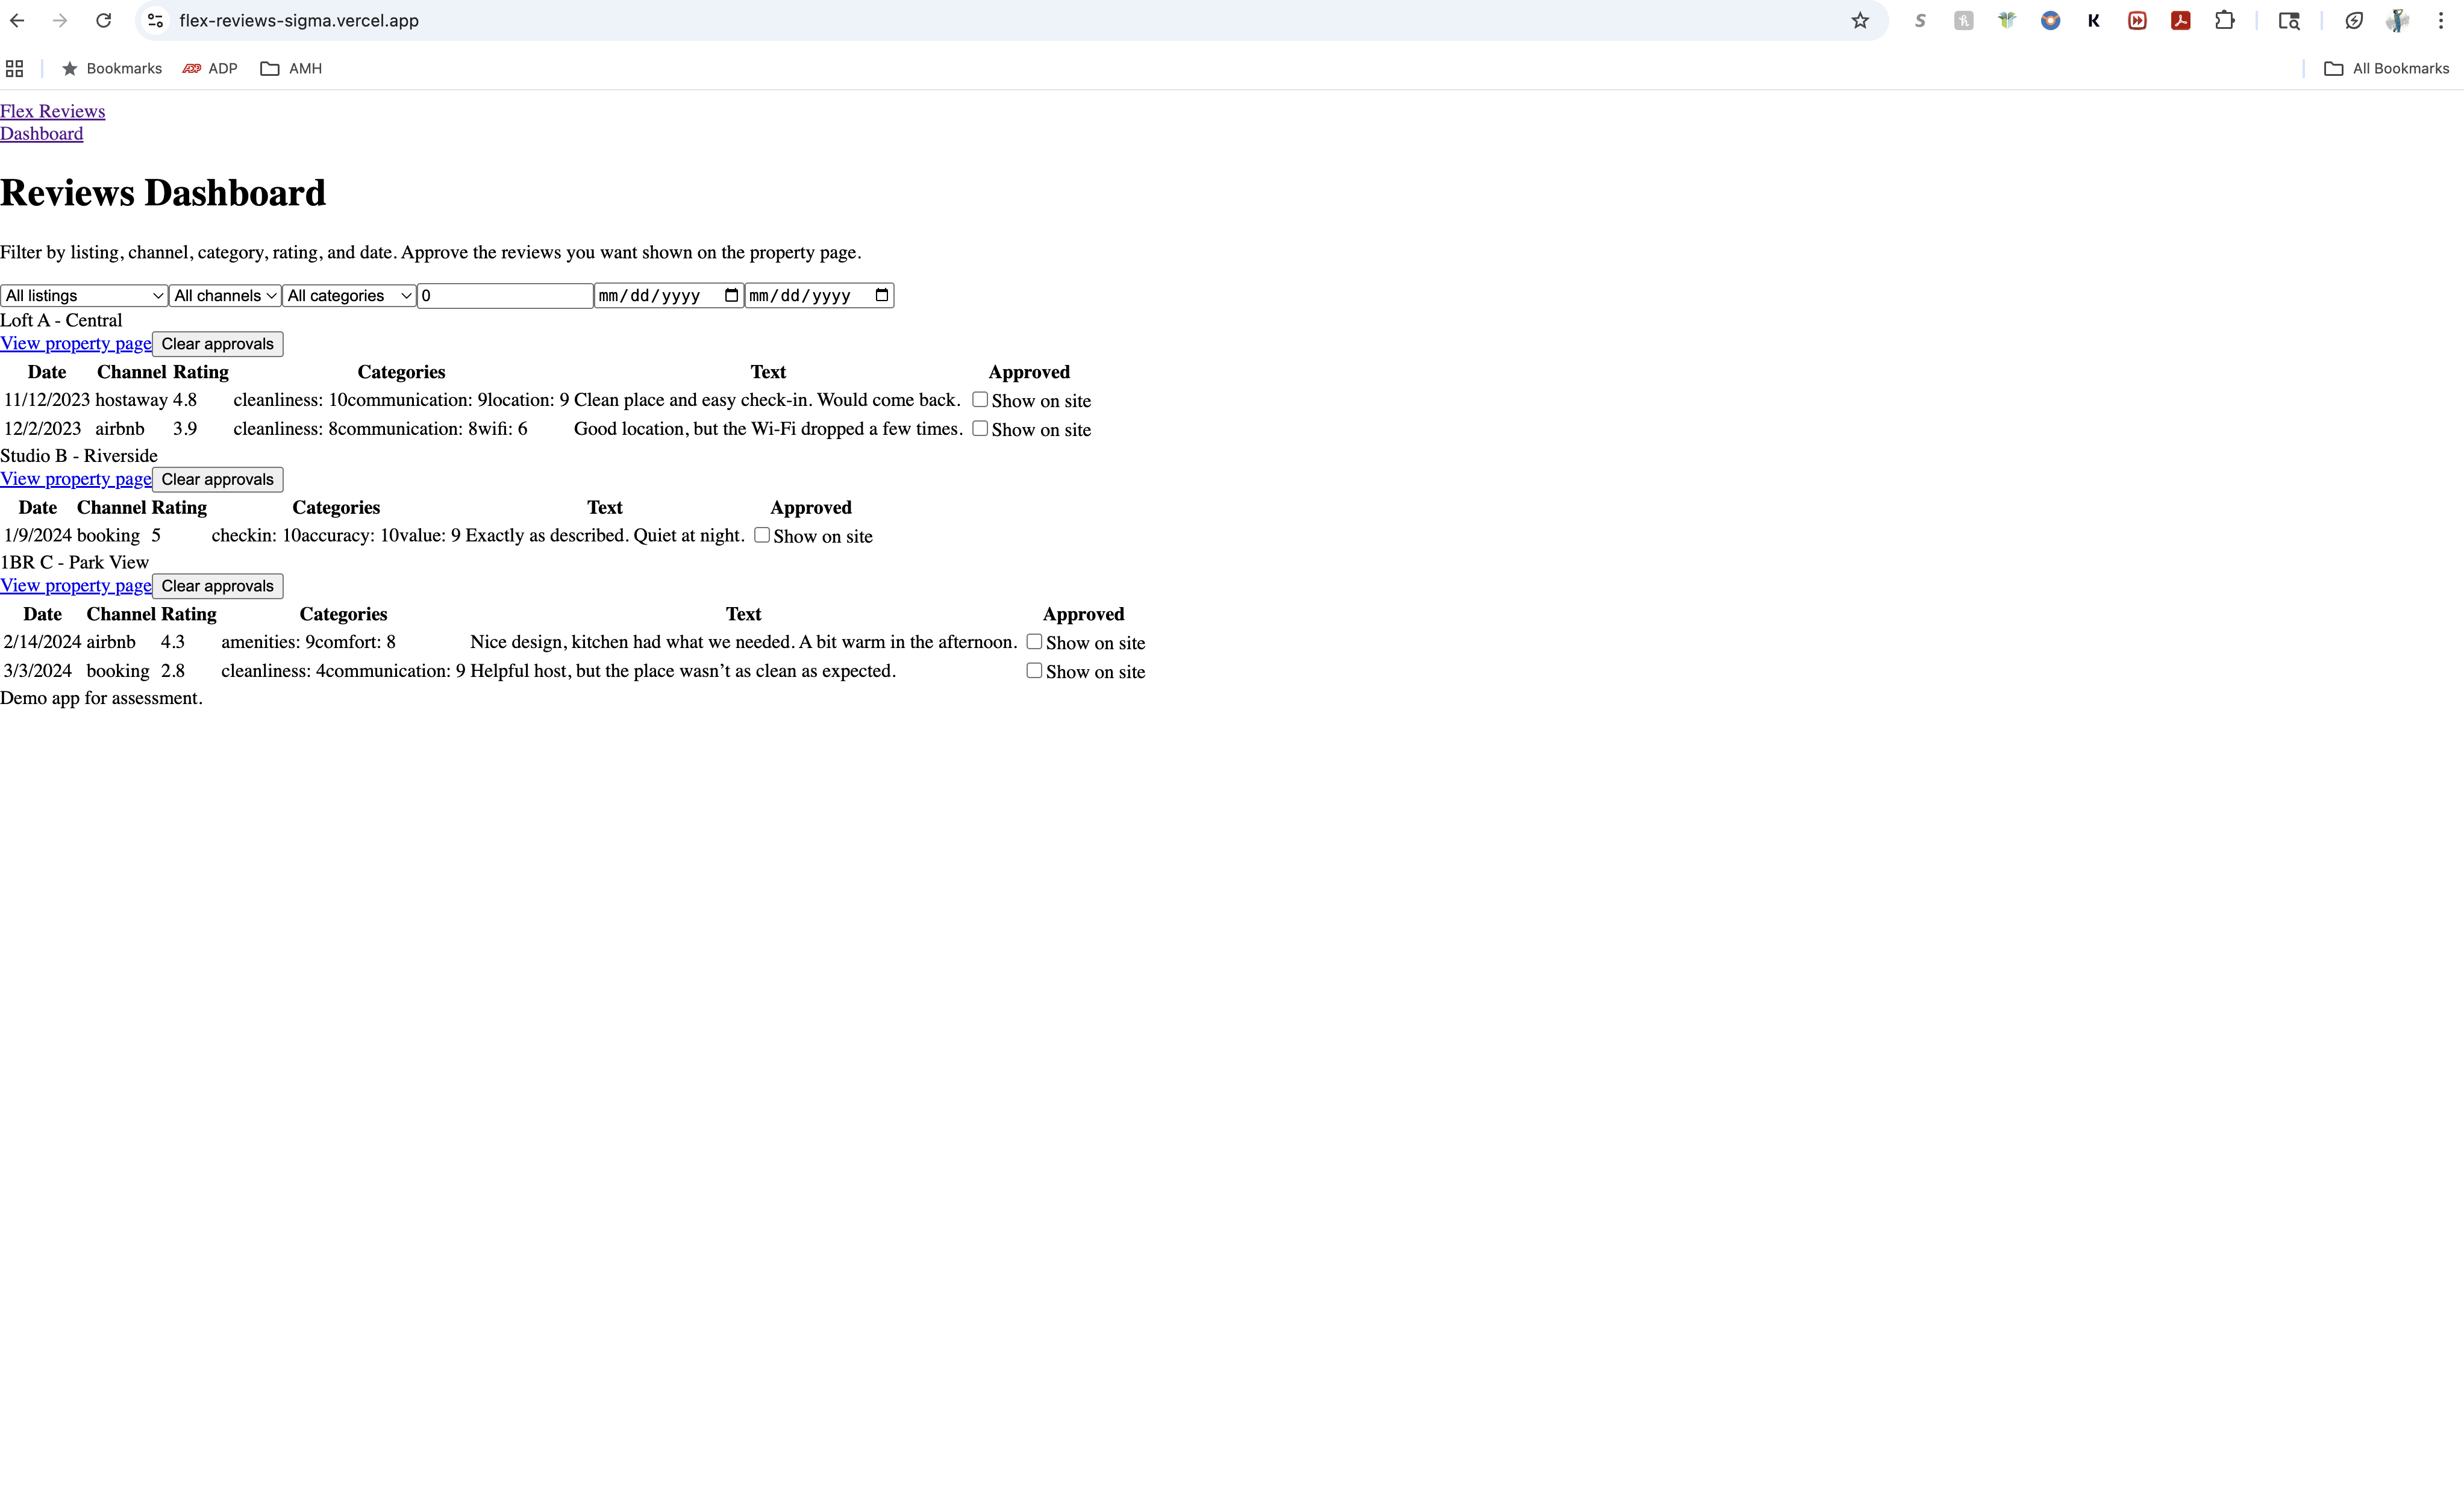 flex-reviews-sigma.vercel.app
Bookmarks ADP AMH All Bookmarks
Flex Reviews
Dashboard
Reviews Dashboard
Filter by listing, channel, category, rating, and date. Approve the reviews you want shown on the property page.
All listings All channels All categories 0 mm/dd/yyyy mm/dd/yyyy
Loft A - Central
View property page Clear approvals
Date Channel Rating Categories Text Approved
11/12/2023 hostaway 4.8 cleanliness: 10communication: 9location: 9 Clean place and easy check-in. Would come back. Show on site
12/2/2023 airbnb 3.9 cleanliness: 8communication: 8wifi: 6 Good location, but the Wi-Fi dropped a few times. Show on site
Studio B - Riverside
View property page Clear approvals
Date Channel Rating Categories Text Approved
1/9/2024 booking 5 checkin: 10accuracy: 10value: 9 Exactly as described. Quiet at night. Show on site
1BR C - Park View
View property page Clear approvals
Date Channel Rating Categories Text Approved
2/14/2024 airbnb 4.3 amenities: 9comfort: 8 Nice design, kitchen had what we needed. A bit warm in the afternoon. Show on site
3/3/2024 booking 2.8 cleanliness: 4communication: 9 Helpful host, but the place wasn’t as clean as expected. Show on site
Demo app for assessment.